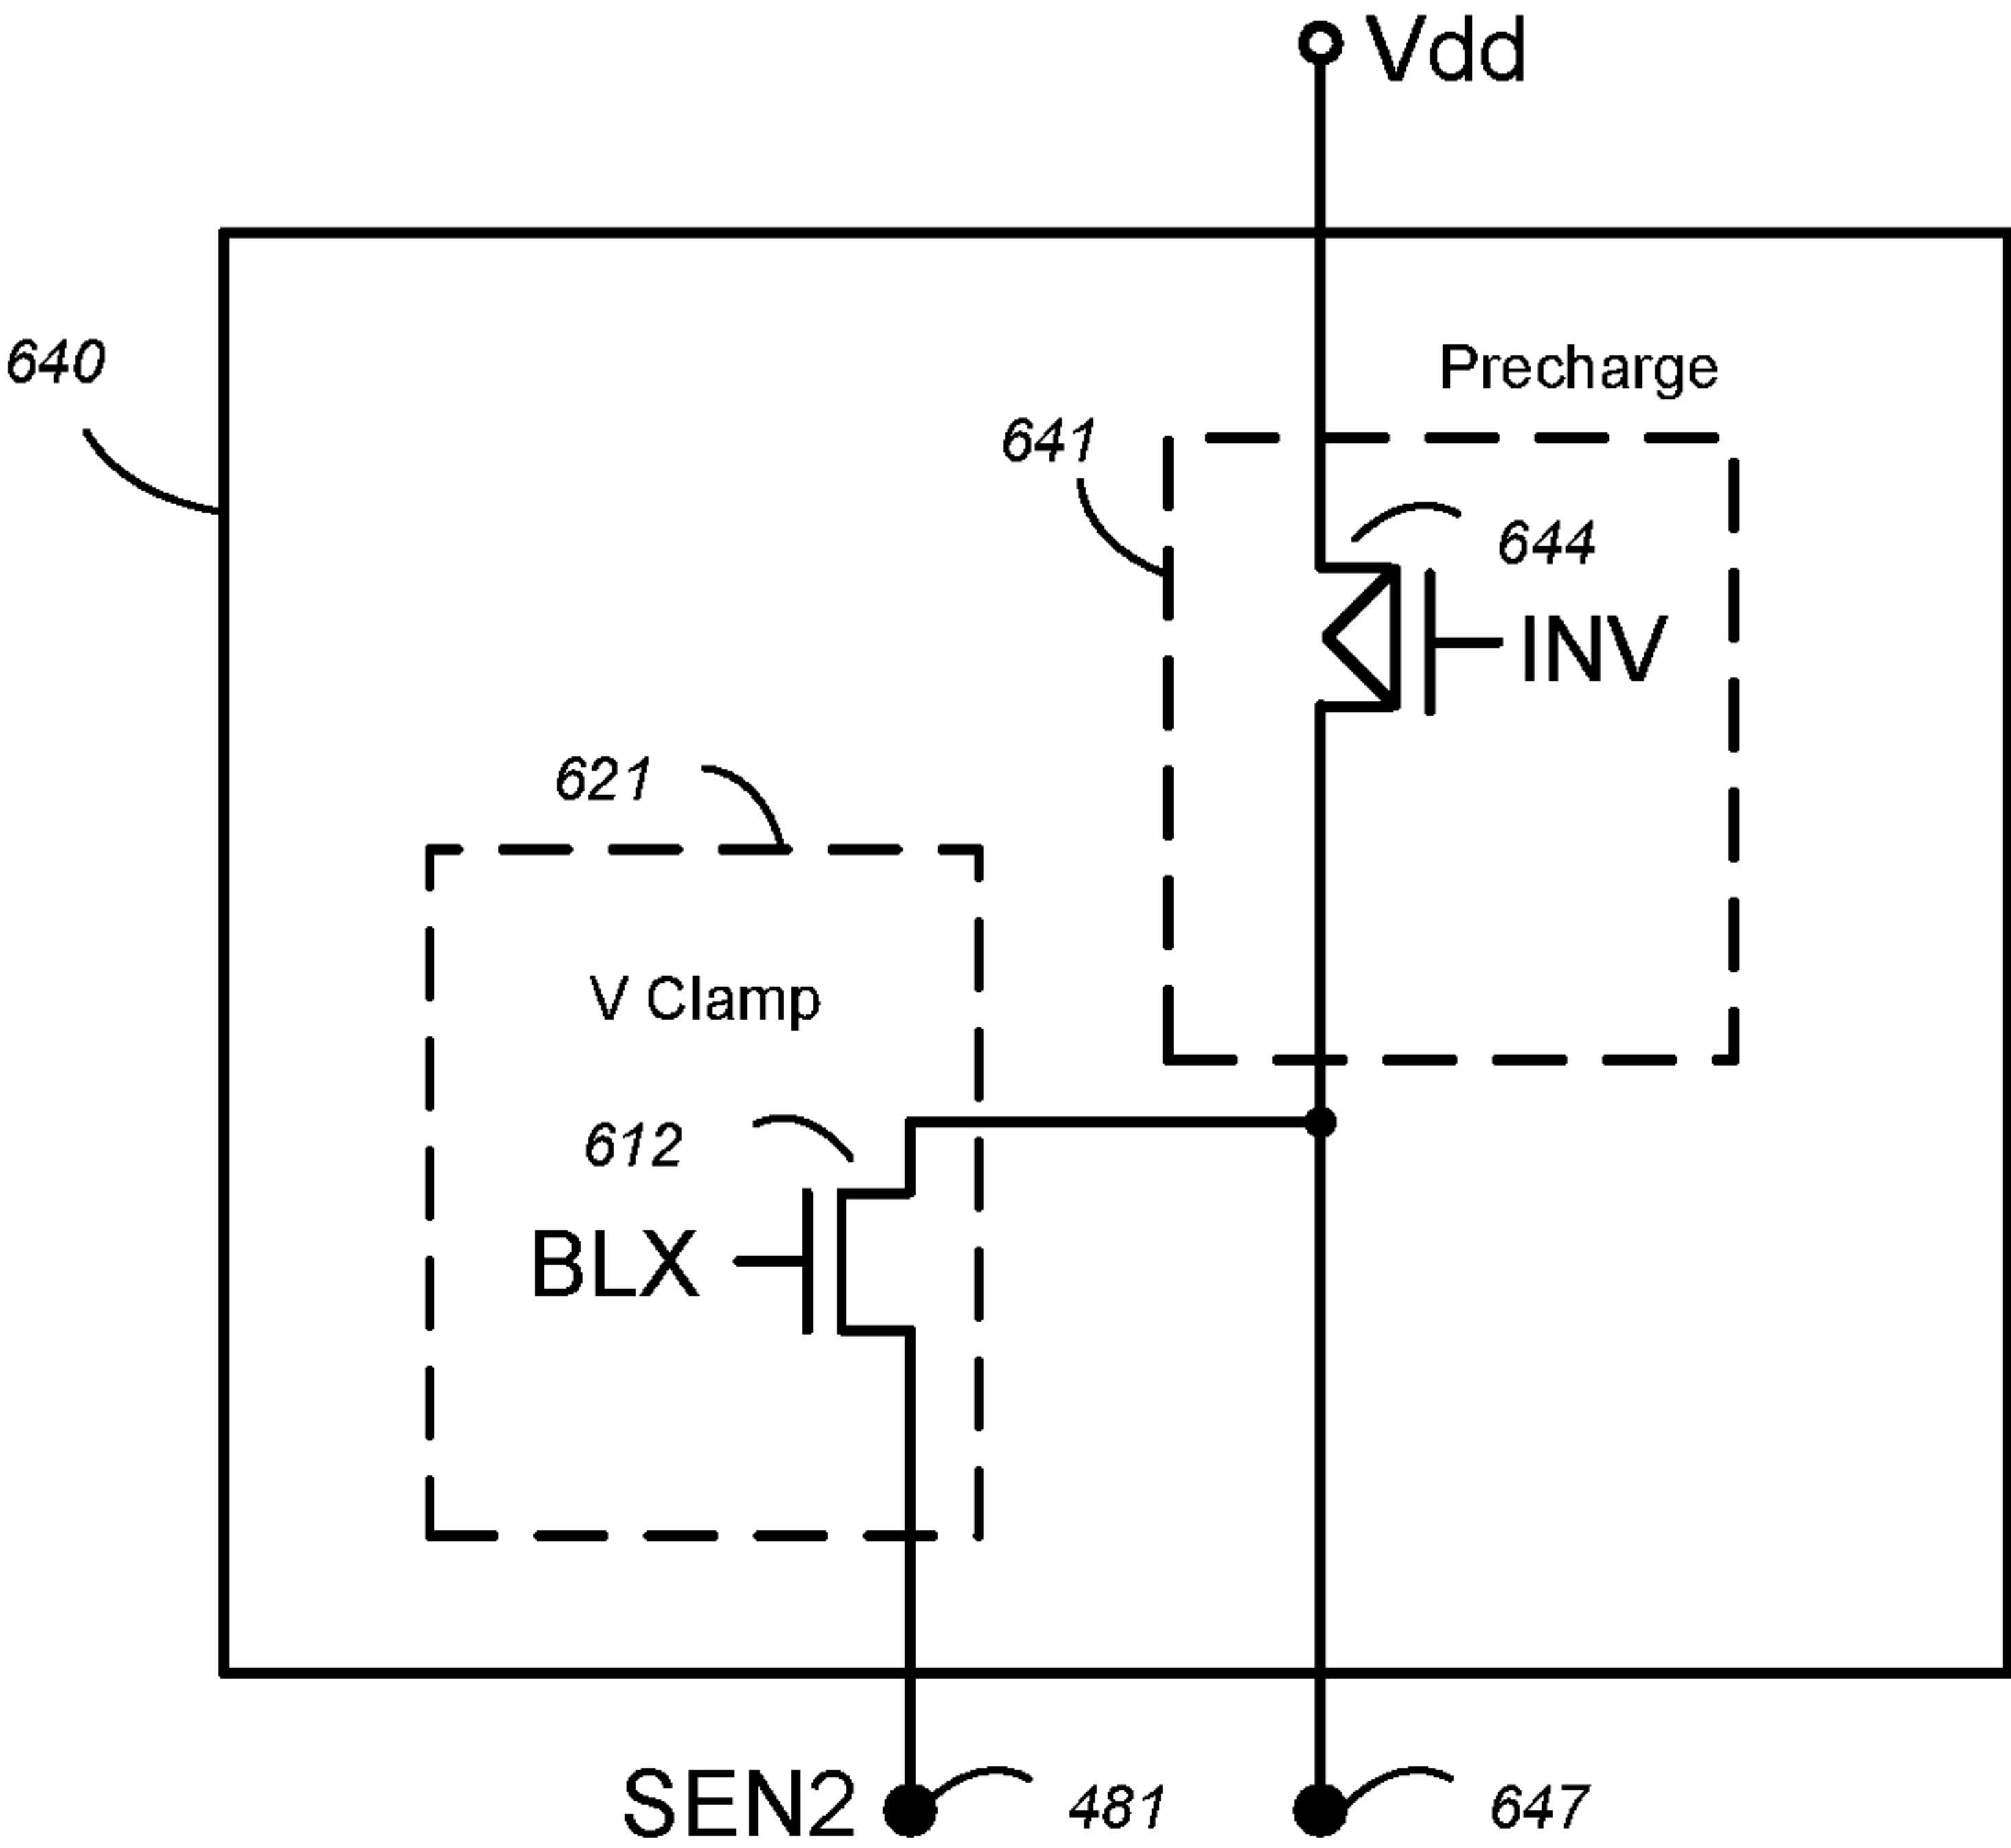 Vdd
640
Precharge
641
644
INV
621
V Clamp
612
BLX
SEN2
481
647